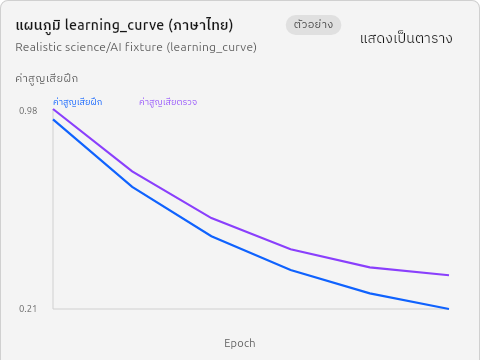 แผนภูมิ learning_curve (ภาษาไทย)
ตัวอย่าง
แสดงเป็นตาราง
Realistic science/AI fixture (learning_curve)
ค่าสูญเสียฝึก
ค่าสูญเสียฝึก
ค่าสูญเสียตรวจ
0.98
0.21
Epoch